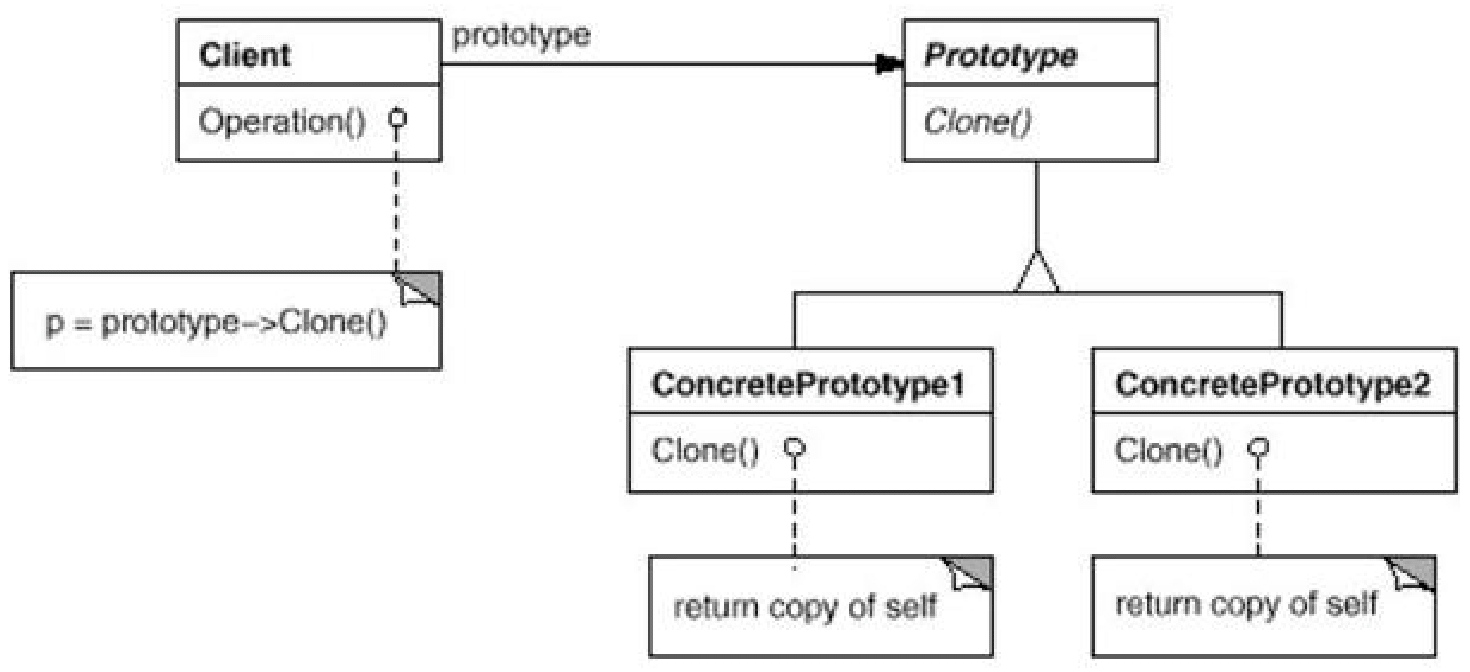 Client
prototype
Prototype
Operation()
Clone()
p = prototype−>Clone()
ConcretePrototype1
ConcretePrototype2
Clone()
Clone()
return copy of self
return copy of self